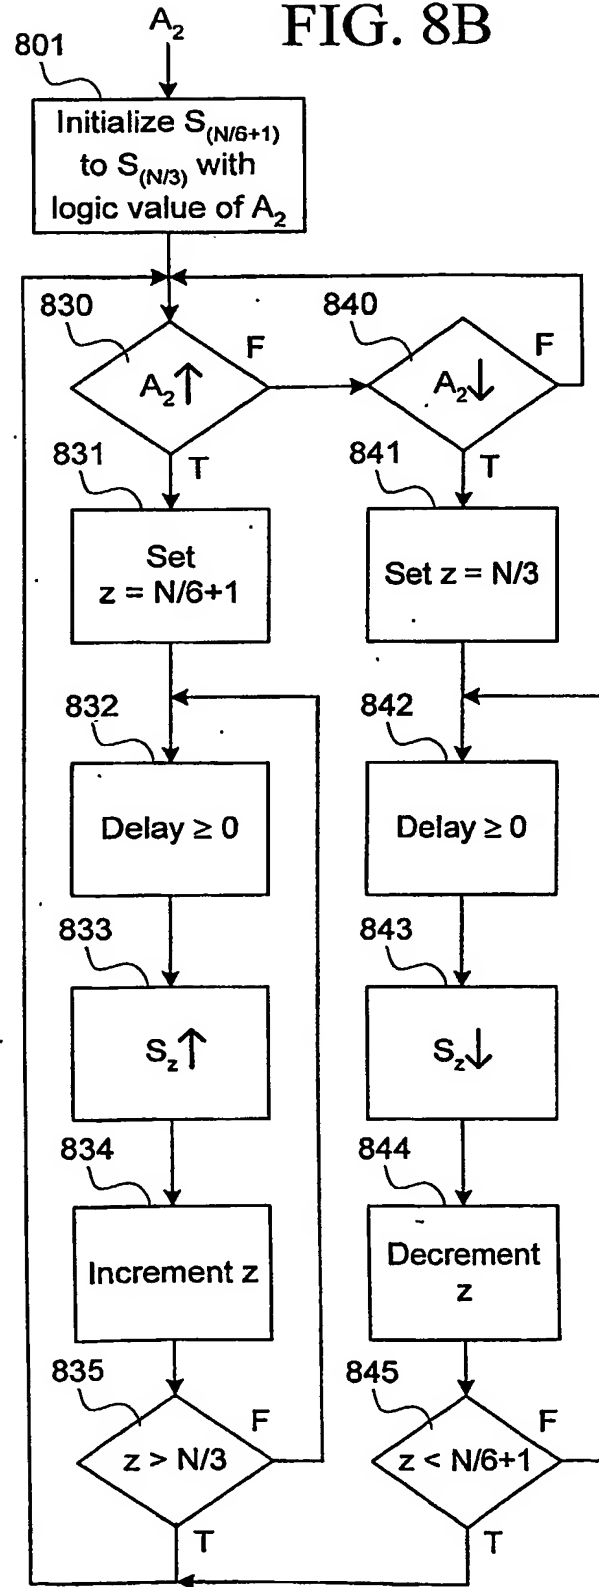 FIG. 8B
A₂
801
Initialize S(N/6+1)
to S(N/3) with
logic value of A₂
830
A₂↑
F
T
840
A₂↓
F
T
831
Set
z = N/6+1
841
Set z = N/3
832
Delay ≥ 0
842
Delay ≥ 0
833
S_z↑
843
S_z↓
834
Increment z
844
Decrement
z
835
z > N/3
F
T
845
z < N/6+1
F
T